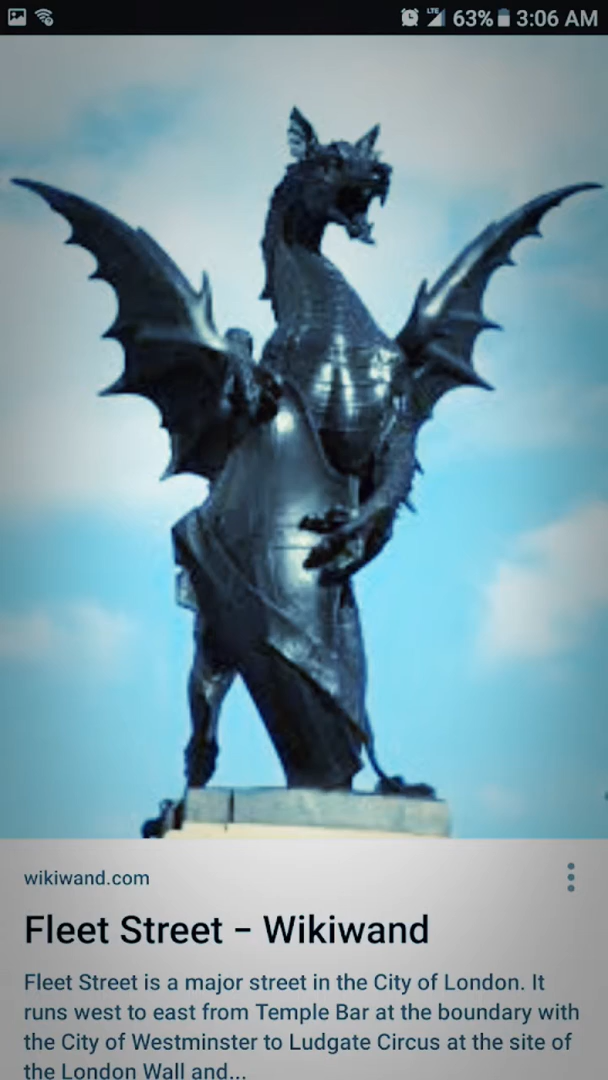 LTE 63% 3:06 AM
wikiwand.com
Fleet Street - Wikiwand
Fleet Street is a major street in the City of London. It
runs west to east from Temple Bar at the boundary with
the City of Westminster to Ludgate Circus at the site of
the London Wall and...